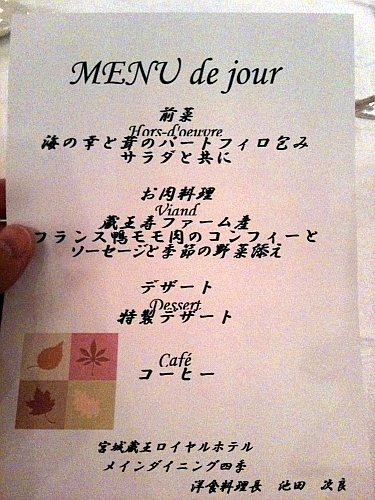 MENU de jour
前菜
Hors-d'oeuvre
海の幸と茸のパートフィロ包み
サラダと共に
お肉料理
Viand
蔵王寿ファーム産
フランス鴨モモ肉のコンフィーと
ソーセージと季節の野菜添え
デザート
Dessert
特製デザート
Café
コーヒー
宮城蔵王ロイヤルホテル
メインダイニング四季
洋食料理長 池田 次良